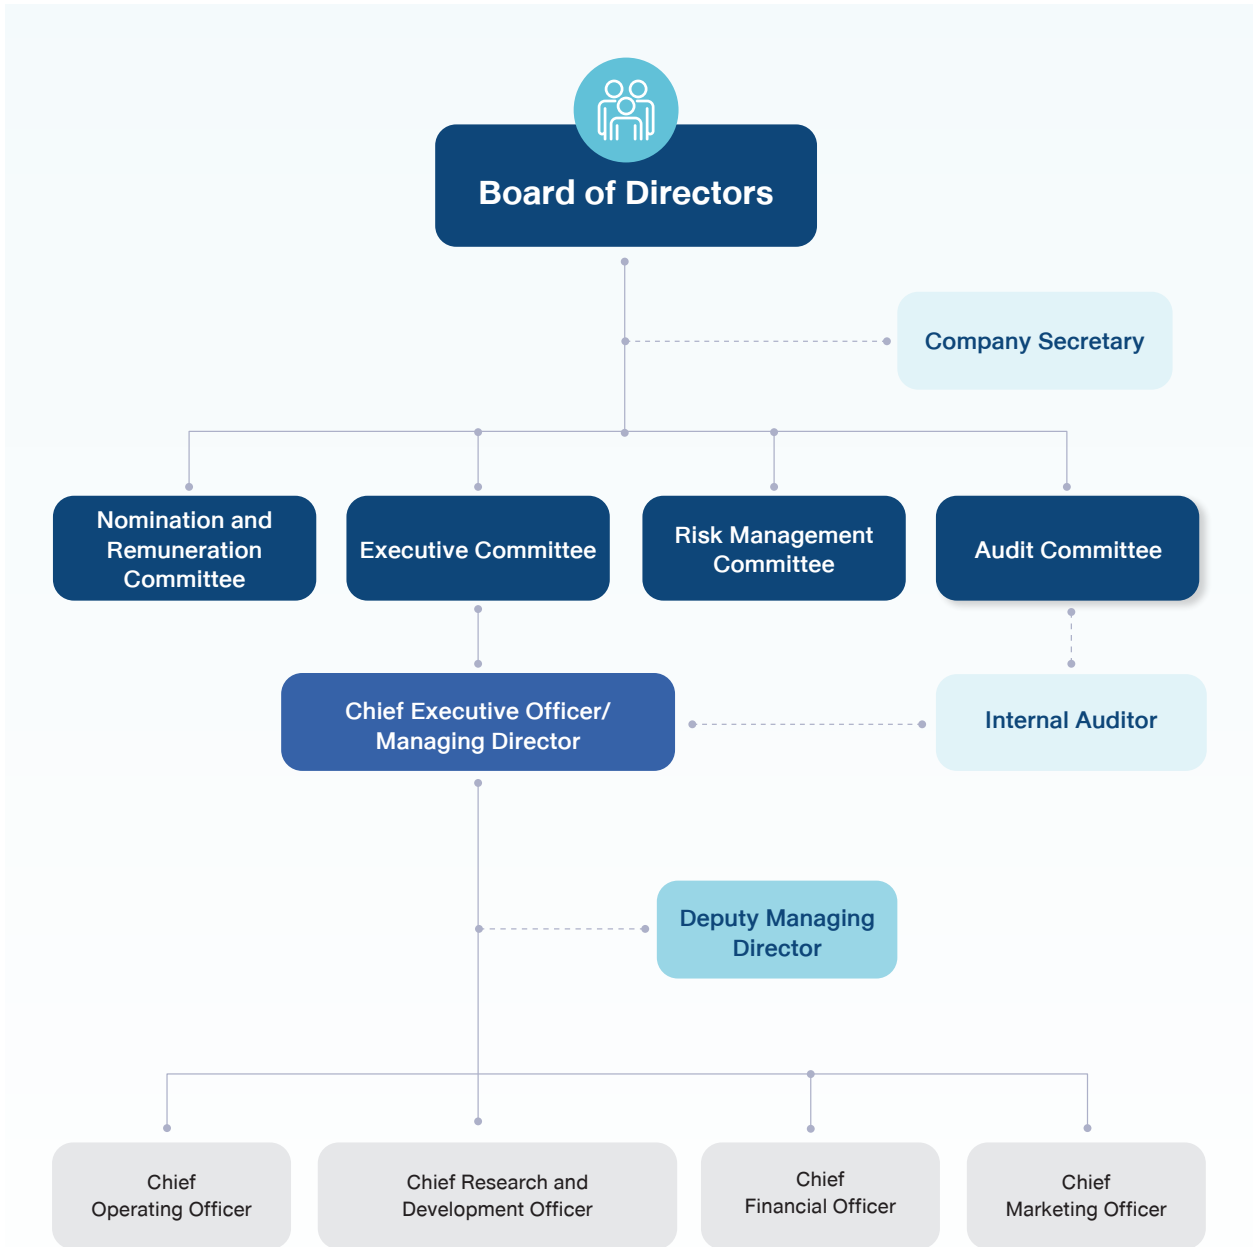 Board of Directors
Company Secretary
Nomination and
Remuneration
Committee
Executive Committee
Risk Management
Committee
Audit Committee
Chief Executive Officer/
Managing Director
Internal Auditor
Deputy Managing
Director
Chief
Operating Officer
Chief Research and
Development Officer
Chief
Financial Officer
Chief
Marketing Officer